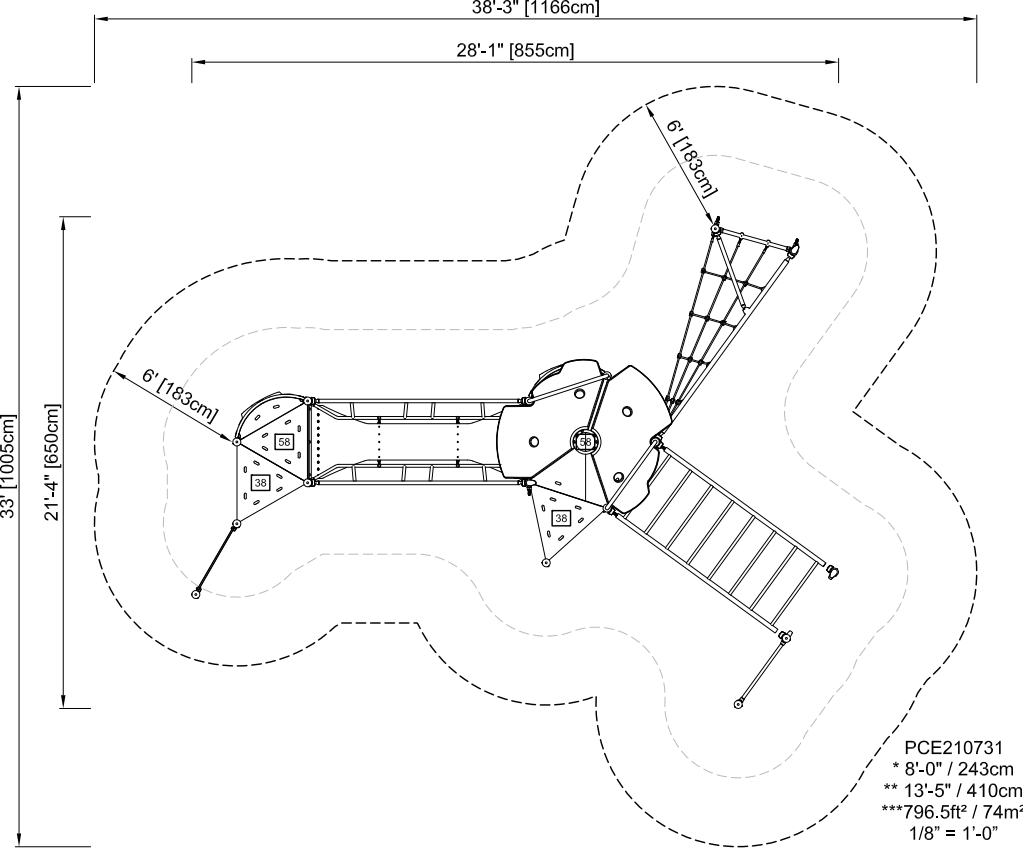 38'-3" [1166cm]
28'-1" [855cm]
6' [183cm]
6' [183cm]
33' [1005cm]
21'-4" [650cm]
58
38
58
38
PCE210731
* 8'-0" / 243cm
** 13'-5" / 410cm
***796.5ft² / 74m²
1/8” = 1’-0”